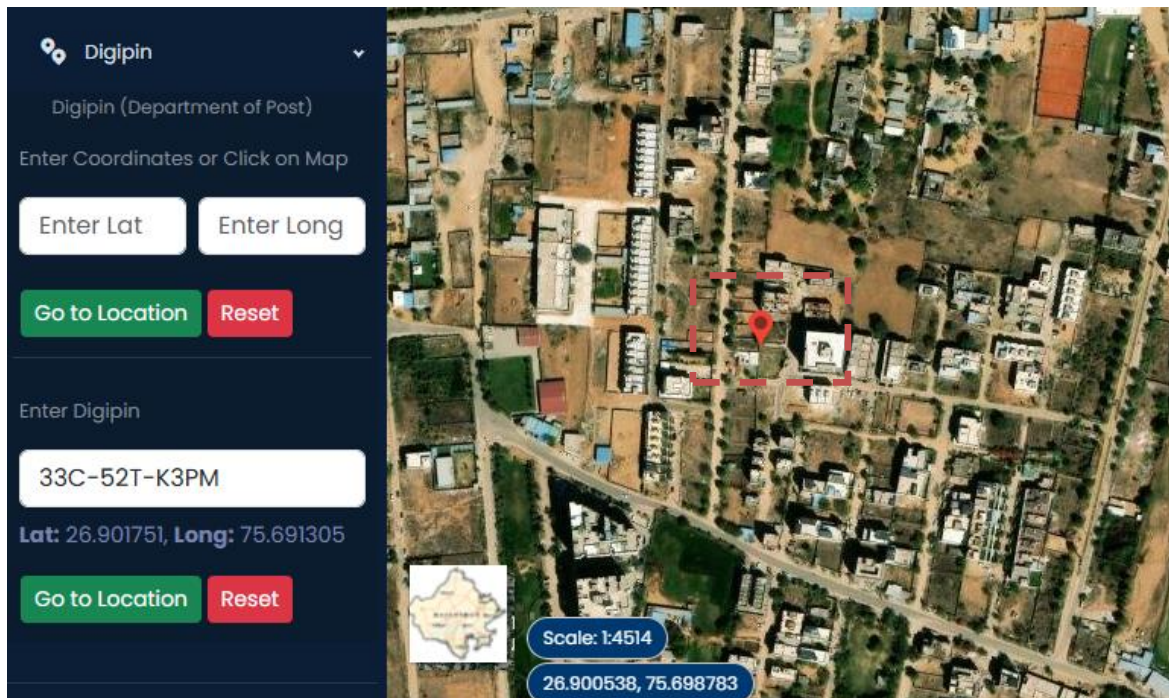 Digipin
Digipin (Department of Post)
Enter Coordinates or Click on Map
Enter Lat
Enter Long
Go to Location
Reset
Enter Digipin
33C-52T-K3PM
Lat: 26.901751, Long: 75.691305
Go to Location
Reset
Scale: 1:4514
26.900538, 75.698783